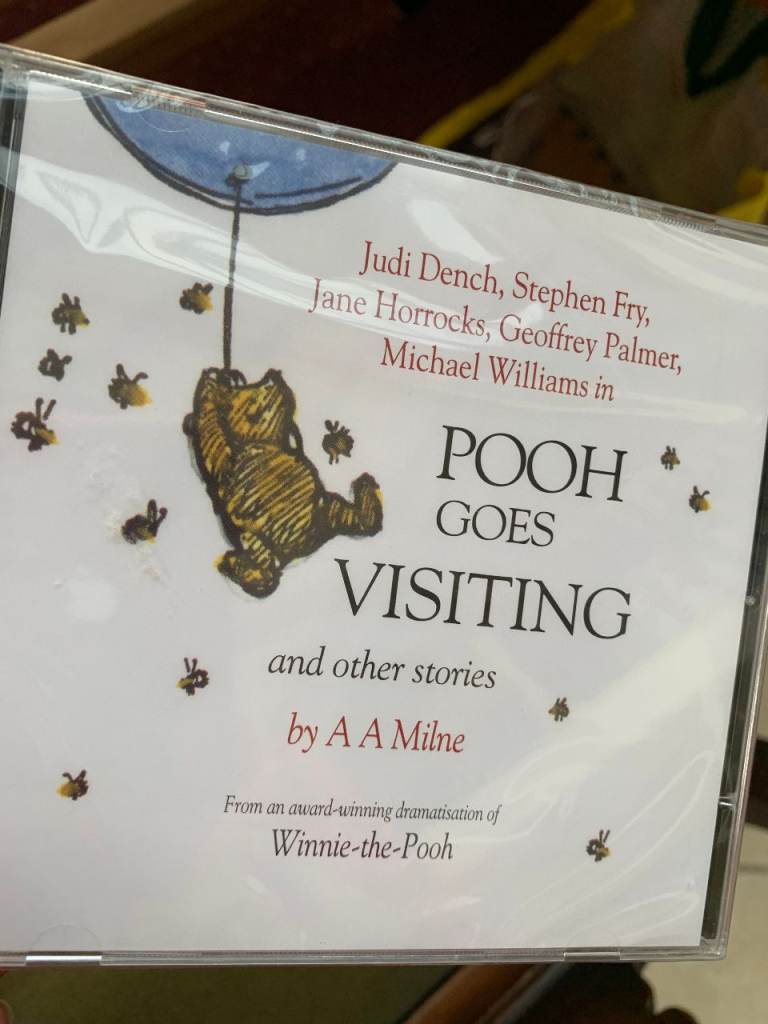 Judi Dench, Stephen Fry,
Jane Horrocks, Geoffrey Palmer,
Michael Williams in
POOH
GOES
VISITING
and other stories
by A A Milne
From an award-winning dramatisation of
Winnie-the-Pooh